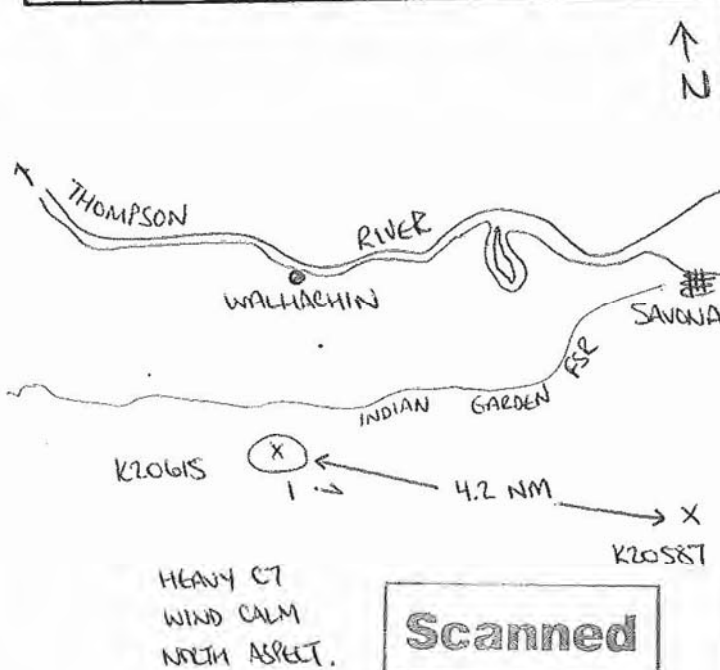 N
THOMPSON
RIVER
WALHACHIN
SAVONA
INDIAN GARDEN FSR
K20615
X
4.2 NM
X
K20587
HEAVY C7
WIND CALM
NORTH ASPECT.
Scanned